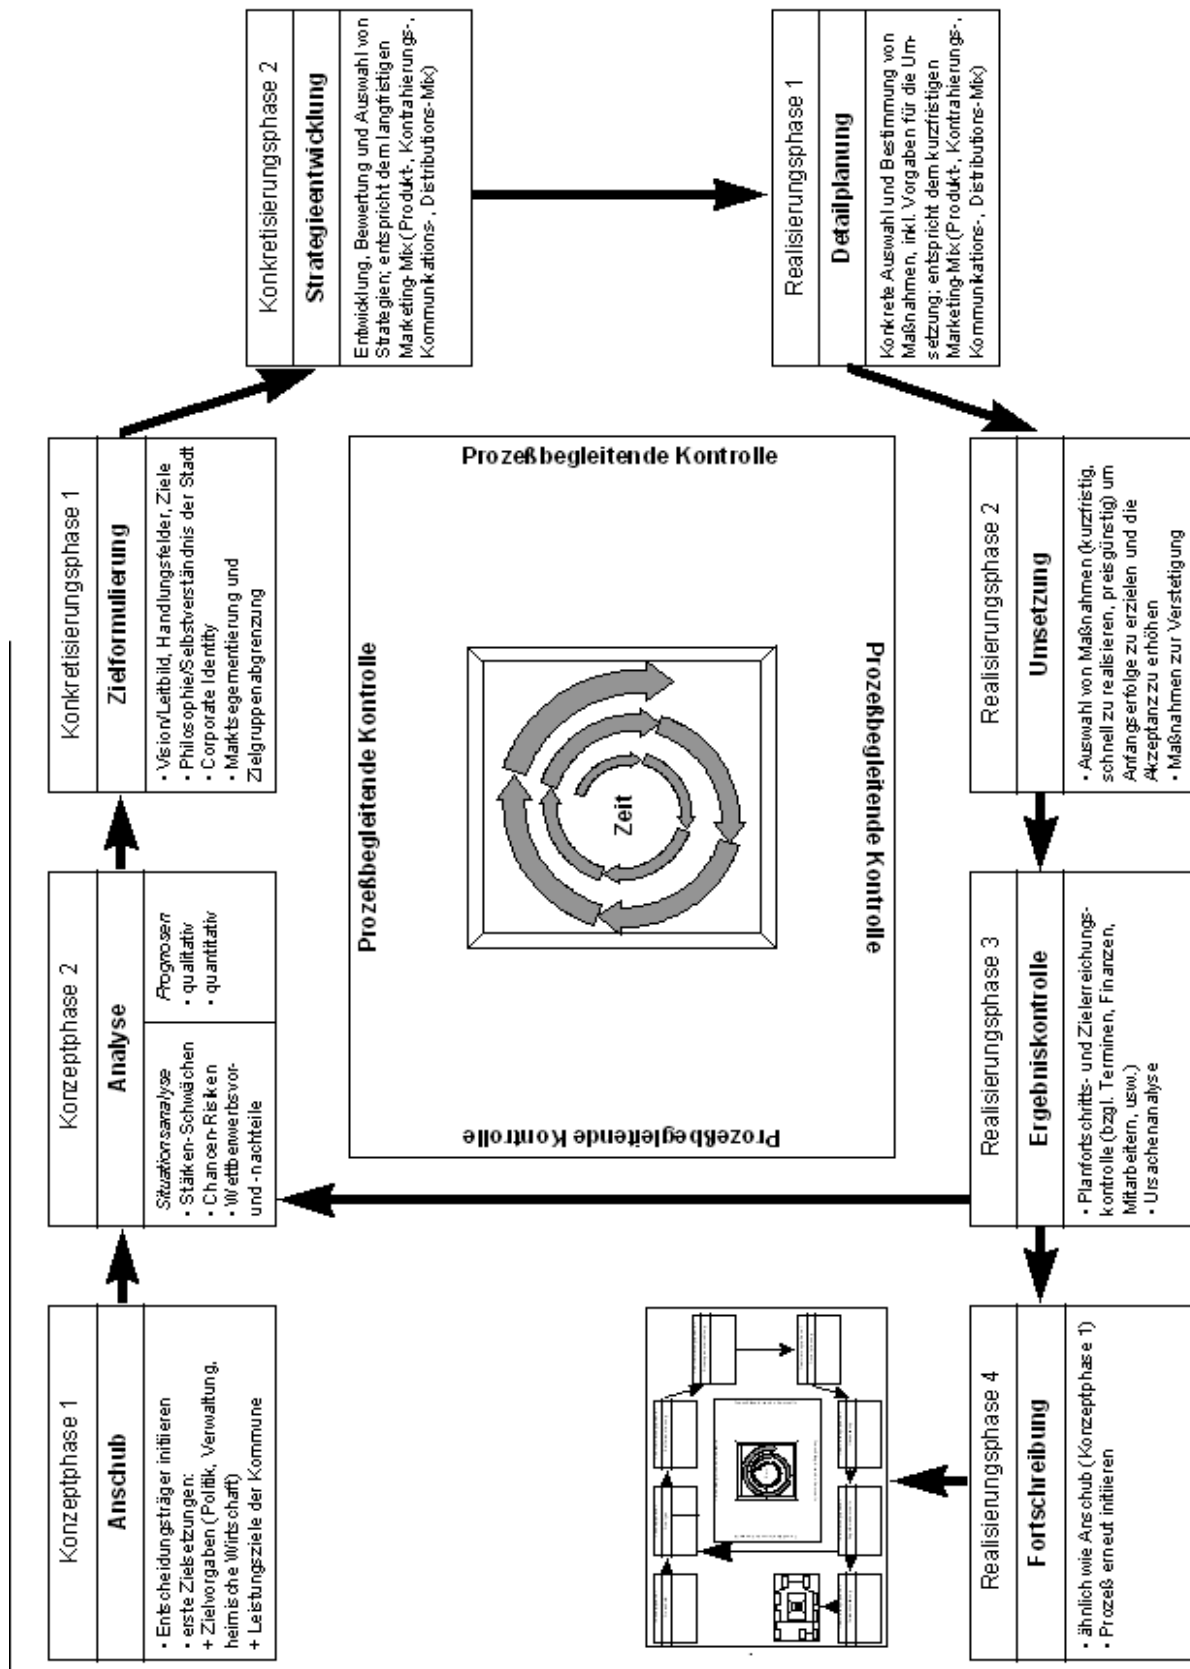 Konzeptphase 1
Anschub
• Entscheidungsträger initiieren
• erste Zielsetzungen:
+ Zielvorgaben (Politik, Verwaltung,
heimische Wirtschaft)
+ Leistungsziele der Kommune
Konzeptphase 2
Analyse
Situationsanalyse
• Stärken-Schwächen
• Chancen-Risiken
• Wettbewerbsvor-
und -nachteile
Prognosen
• qualitativ
• quantitativ
Konkretisierungsphase 1
Zielformulierung
• Vision/Leitbild, Handlungsfelder, Ziele
• Philosophie/Selbstverständnis der Stadt
• Corporate Identity
• Marktsegementierung und
Zielgruppenabgrenzung
Konkretisierungsphase 2
Strategieentwicklung
Entwicklung, Bewertung und Auswahl von
Strategien; entspricht dem langfristigen
Marketing-Mix (Produkt-, Kontrahierungs-,
Kommunikations-, Distributions-Mix)
Realisierungsphase 1
Detailplanung
Konkrete Auswahl und Bestimmung von
Maßnahmen, inkl. Vorgaben für die Um-
setzung; entspricht dem kurzfristigen
Marketing-Mix (Produkt-, Kontrahierungs-,
Kommunikations-, Distributions-Mix)
Realisierungsphase 2
Umsetzung
• Auswahl von Maßnahmen (kurzfristig,
schnell zu realisieren, preisgünstig) um
Anfangserfolge zu erzielen und die
Akzeptanz zu erhöhen
• Maßnahmen zur Verstetigung
Realisierungsphase 3
Ergebniskontrolle
• Planfortschritts- und Zielerreichungs-
kontrolle (bzgl. Terminen, Finanzen,
Mitarbeitern, usw.)
• Ursachenanalyse
Realisierungsphase 4
Fortschreibung
• ähnlich wie Anschub (Konzeptphase 1)
• Prozeß erneut initiieren
Prozeßbegleitende Kontrolle
Prozeßbegleitende Kontrolle
Prozeßbegleitende Kontrolle
Prozeßbegleitende Kontrolle
Zeit